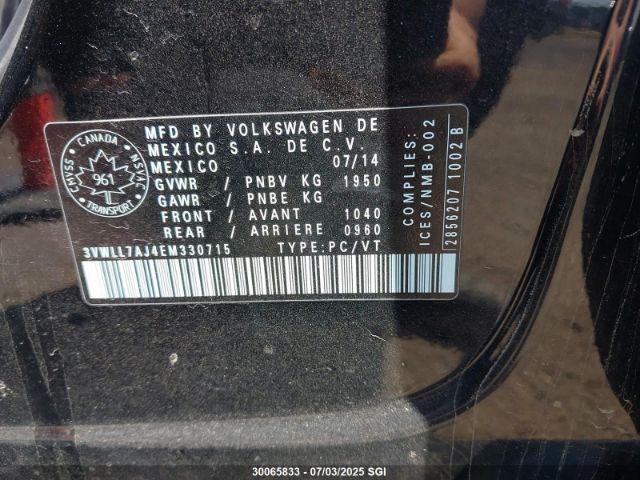 MFD BY VOLKSWAGEN DE
MEXICO S.A. DE C.V.
MEXICO 07/14
GVWR / PNBV KG 1950
GAWR / PNBE KG
FRONT / AVANT 1040
REAR / ARRIERE 0960
3VWLL7AJ4EM330715 TYPE:PC/VT
CANADA
961
TRANSPORT
COMPLIES:
ICES/NMB-002
2856207 1002 B
30065833 - 07/03/2025 SGI